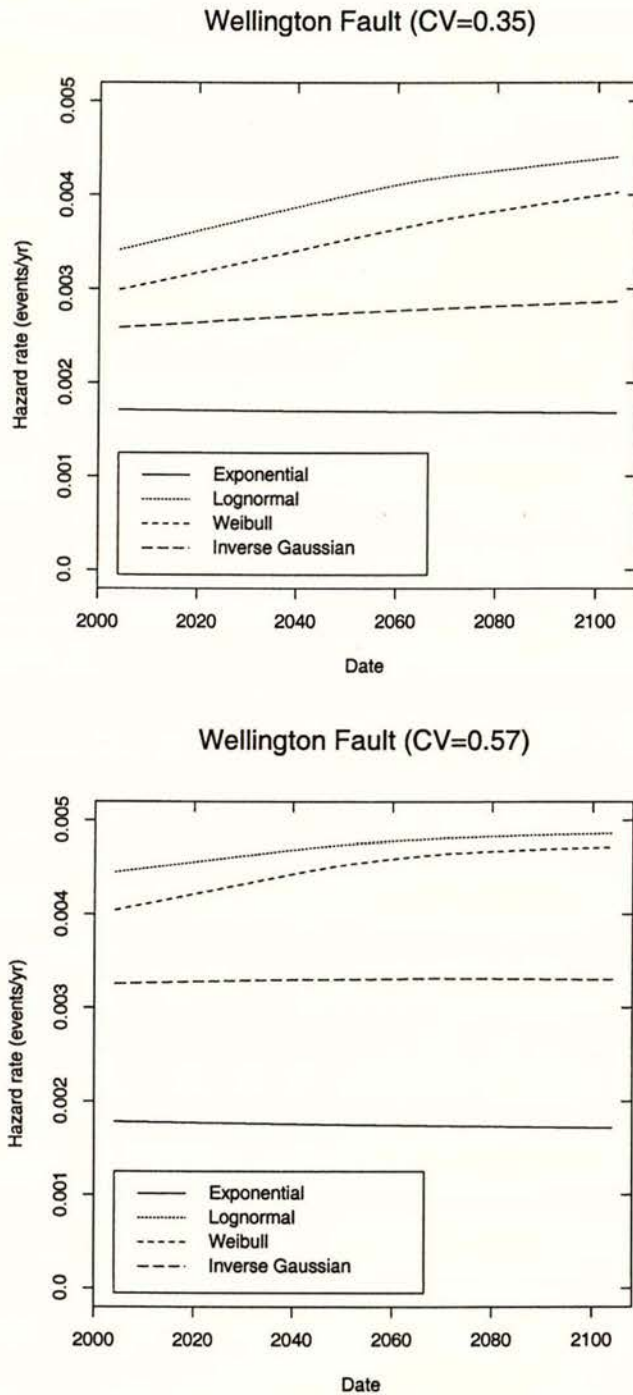 Wellington Fault (CV=0.35)
Hazard rate (events/yr)
0.005
0.004
0.003
0.002
0.001
0.0
Exponential
Lognormal
Weibull
Inverse Gaussian
2000 2020 2040 2060 2080 2100
Date
Wellington Fault (CV=0.57)
Hazard rate (events/yr)
0.005
0.004
0.003
0.002
0.001
0.0
Exponential
Lognormal
Weibull
Inverse Gaussian
2000 2020 2040 2060 2080 2100
Date